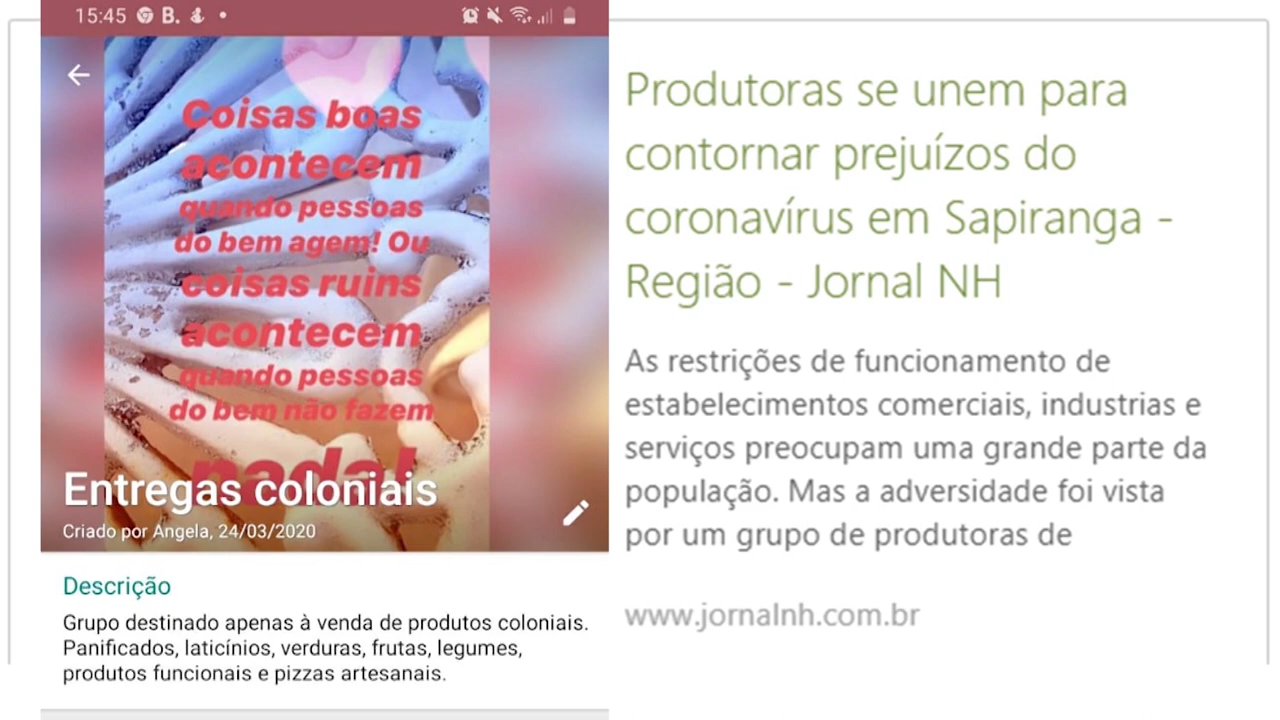 15:45 B.
Coisas boas
acontecem
quando pessoas
do bem agem! Ou
coisas ruins
acontecem
quando pessoas
do bem não fazem
nada!
Entregas coloniais
Criado por Angela, 24/03/2020
Descrição
Grupo destinado apenas à venda de produtos coloniais.
Panificados, laticínios, verduras, frutas, legumes,
produtos funcionais e pizzas artesanais.
Produtoras se unem para
contornar prejuízos do
coronavírus em Sapiranga -
Região - Jornal NH
As restrições de funcionamento de
estabelecimentos comerciais, industrias e
serviços preocupam uma grande parte da
população. Mas a adversidade foi vista
por um grupo de produtoras de
www.jornalnh.com.br